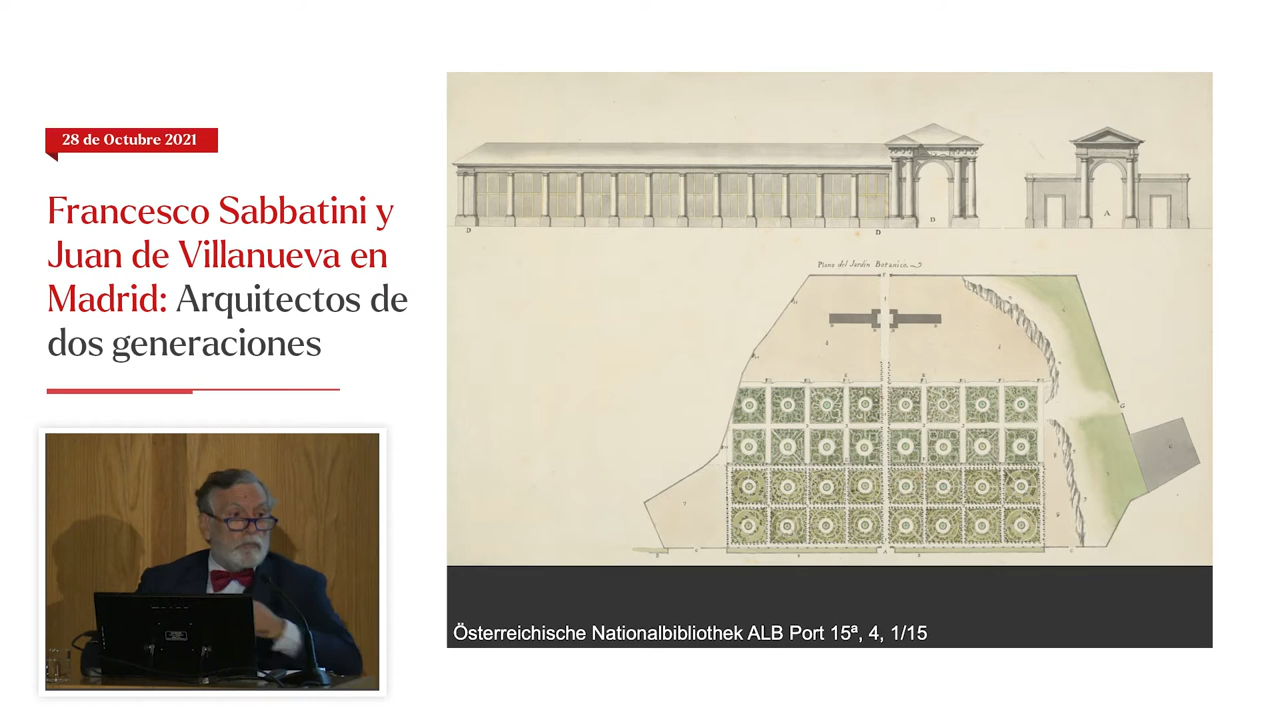 28 de Octubre 2021
Francesco Sabbatini y
Juan de Villanueva en
Madrid: Arquitectos de
dos generaciones
D
D
D
A
Plano del Jardin Botanico
A
G
Österreichische Nationalbibliothek ALB Port 15ª, 4, 1/15